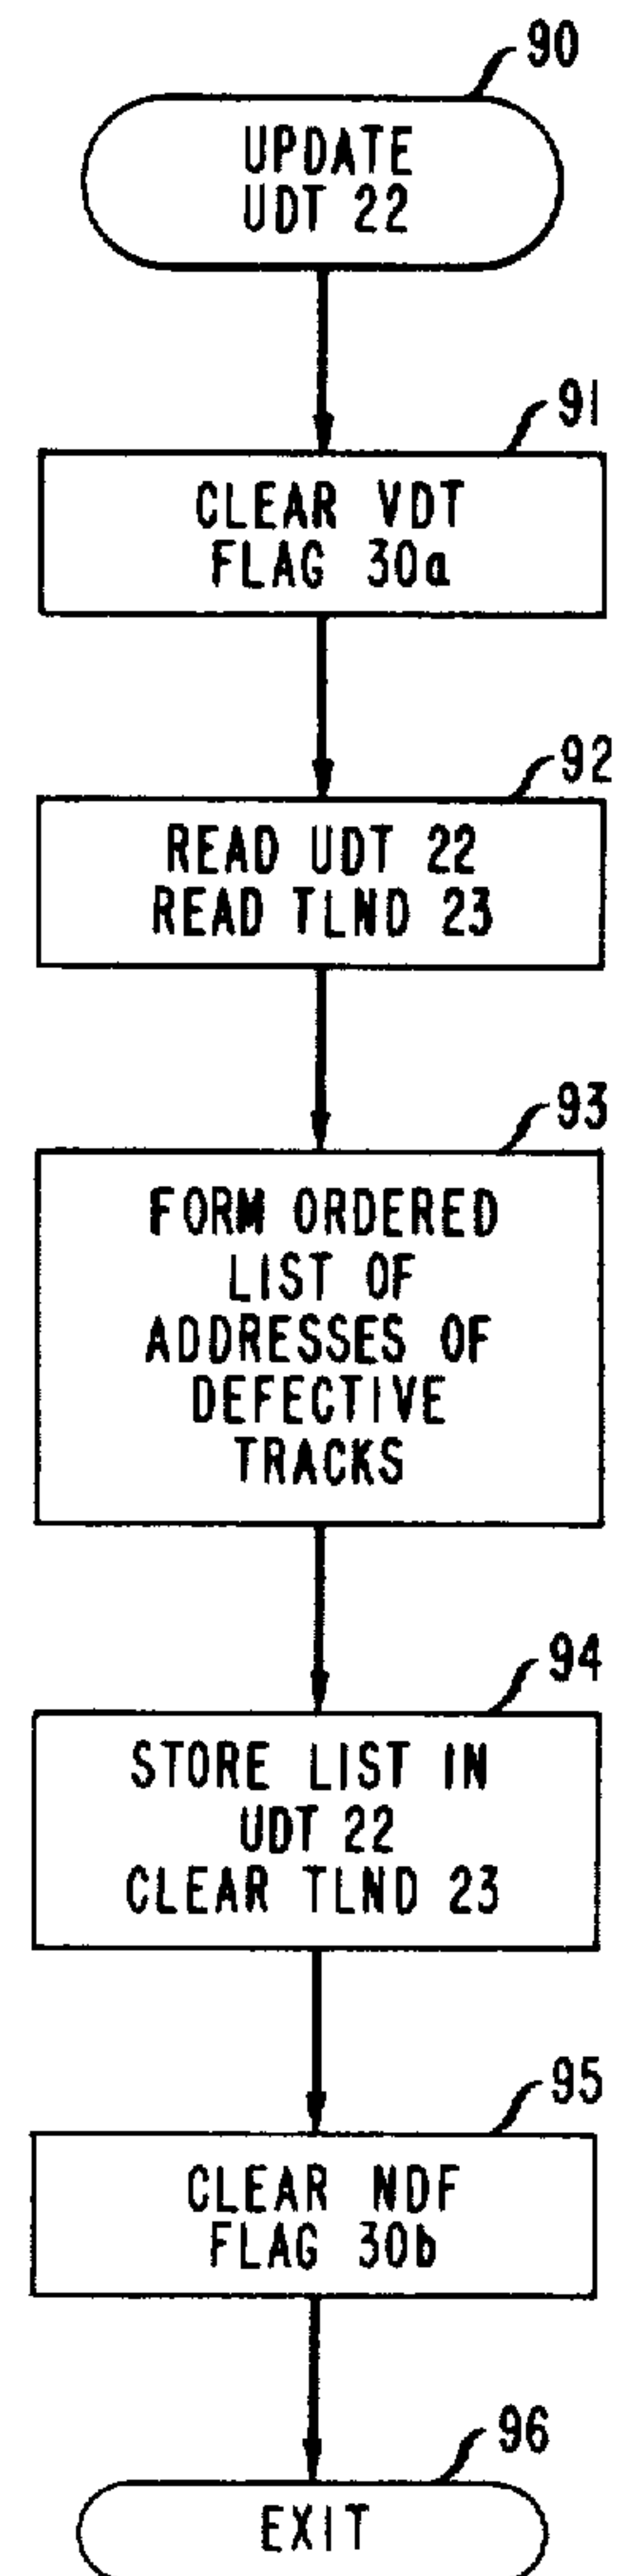 90
UPDATE
UDT 22
91
CLEAR VDT
FLAG 30a
92
READ UDT 22
READ TLND 23
93
FORM ORDERED
LIST OF
ADDRESSES OF
DEFECTIVE
TRACKS
94
STORE LIST IN
UDT 22
CLEAR TLND 23
95
CLEAR NDF
FLAG 30b
96
EXIT